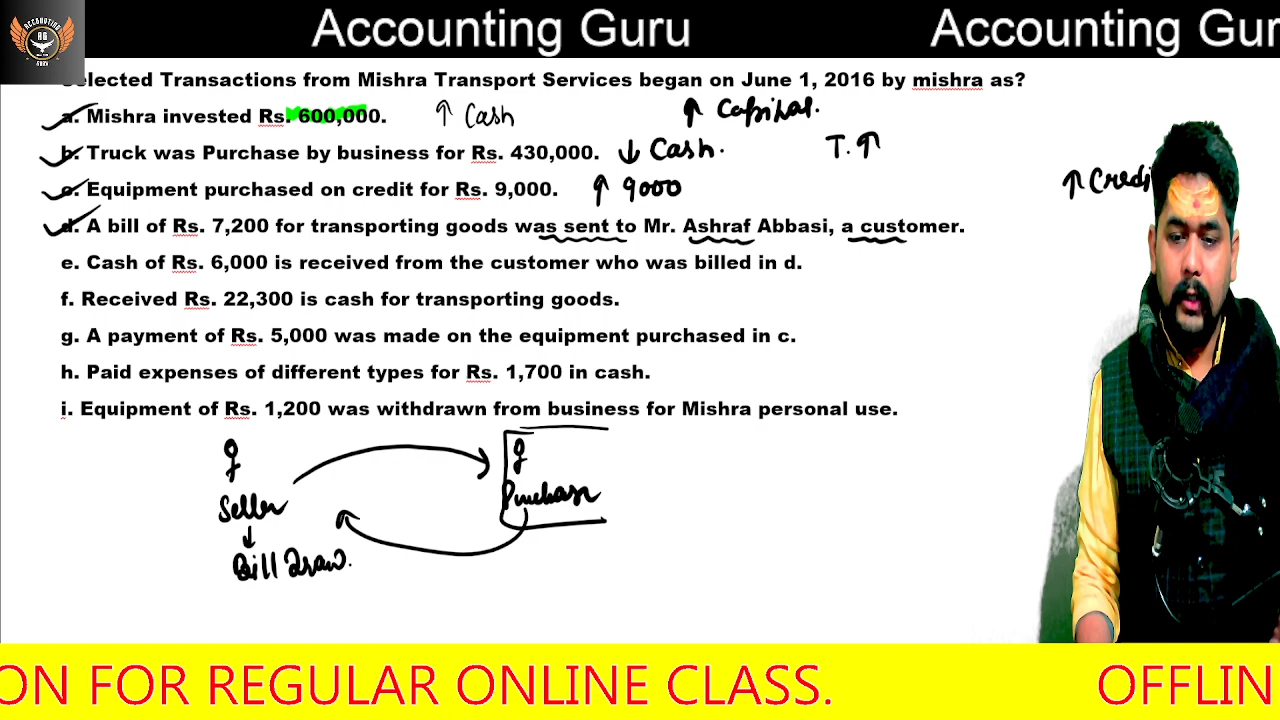 Accounting Guru
Accounting Gur
ACCOUNTING
AG
GURU
elected Transactions from Mishra Transport Services began on June 1, 2016 by mishra as?
a. Mishra invested Rs. 600,000. ↑ Cash ↑ Capital.
b. Truck was Purchase by business for Rs. 430,000. ↓ Cash. T. ↑
c. Equipment purchased on credit for Rs. 9,000. ↑ 9000 ↑ Credi
d. A bill of Rs. 7,200 for transporting goods was sent to Mr. Ashraf Abbasi, a customer.
e. Cash of Rs. 6,000 is received from the customer who was billed in d.
f. Received Rs. 22,300 is cash for transporting goods.
g. A payment of Rs. 5,000 was made on the equipment purchased in c.
h. Paid expenses of different types for Rs. 1,700 in cash.
i. Equipment of Rs. 1,200 was withdrawn from business for Mishra personal use.
Seller
Purchase
Bill Draw.
ON FOR REGULAR ONLINE CLASS.
OFFLIN